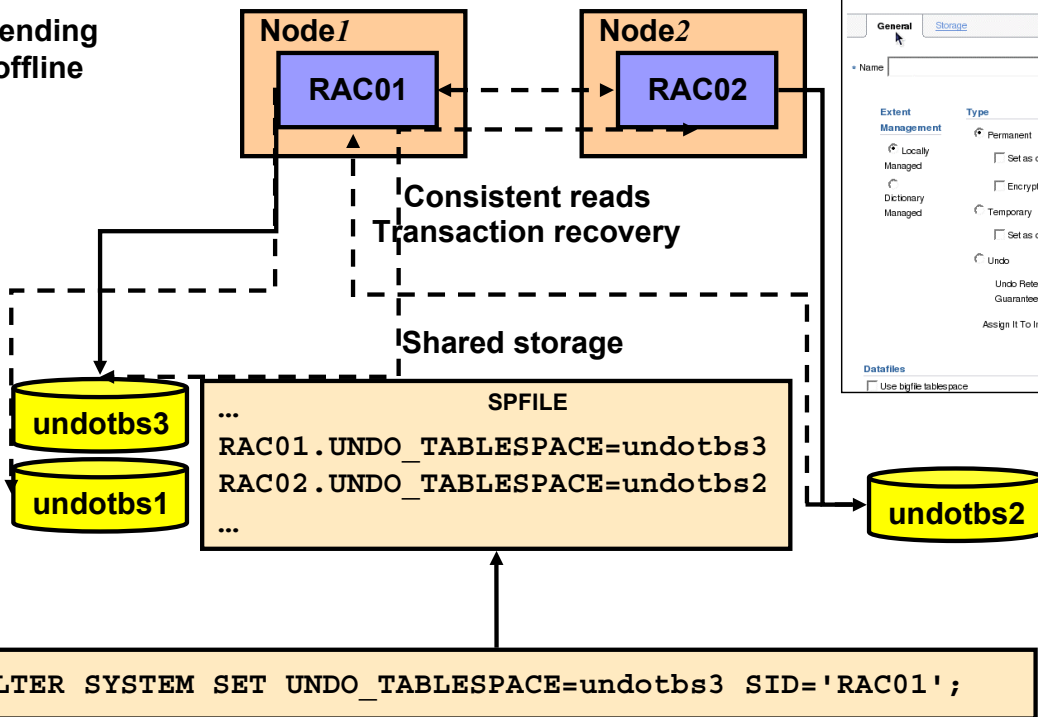 ending
offline
Node1
Node2
RAC01
RAC02
Consistent reads
Transaction recovery
Shared storage
undotbs3
undotbs1
undotbs2
... SPFILE
RAC01.UNDO_TABLESPACE=undotbs3
RAC02.UNDO_TABLESPACE=undotbs2
...
LTER SYSTEM SET UNDO_TABLESPACE=undotbs3 SID='RAC01';
General Storage
* Name
Extent
Management
Locally
Managed
Dictionary
Managed
Type
Permanent
Set as
Encrypt
Temporary
Set as
Undo
Undo Rete
Guarantee
Assign It To
Datafiles
Use bigfile tablespace